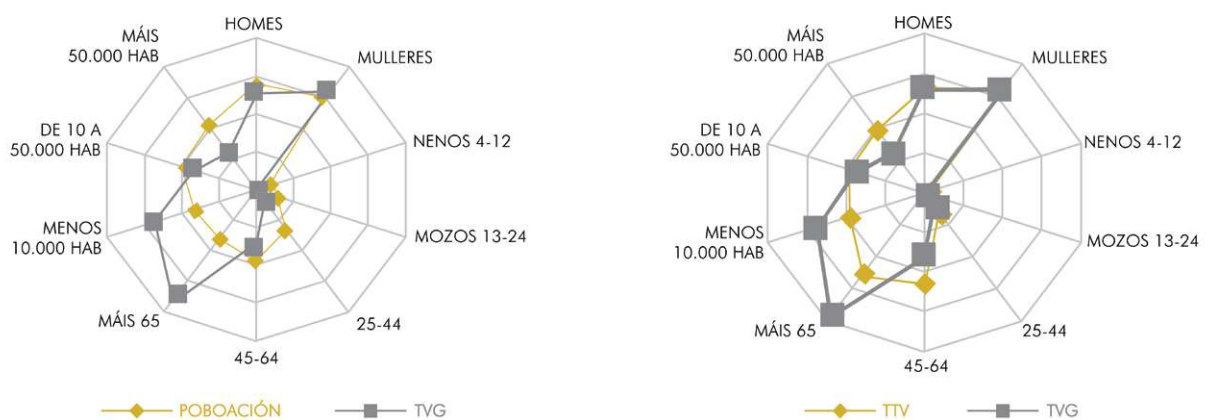 HOMES
MULLERES
NENOS 4-12
MOZOS 13-24
25-44
45-64
MÁIS 65
MENOS
10.000 HAB
DE 10 A
50.000 HAB
MÁIS
50.000 HAB
POBOACIÓN
TVG
HOMES
MULLERES
NENOS 4-12
MOZOS 13-24
25-44
45-64
MÁIS 65
MENOS
10.000 HAB
DE 10 A
50.000 HAB
MÁIS
50.000 HAB
TTV
TVG